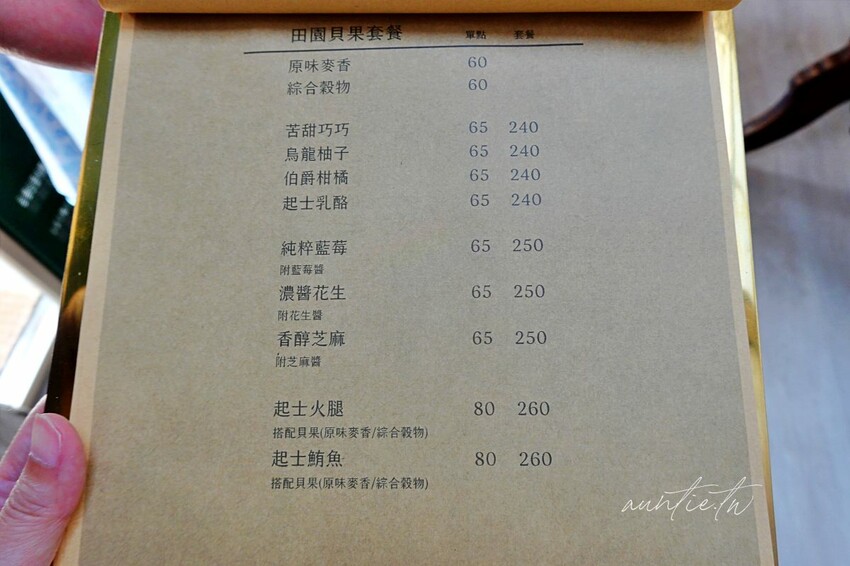 田園貝果套餐 單點 套餐
原味麥香 60
綜合穀物 60
苦甜巧巧 65 240
烏龍柚子 65 240
伯爵柑橘 65 240
起士乳酪 65 240
純粹藍莓 65 250
附藍莓醬
濃醬花生 65 250
附花生醬
香醇芝麻 65 250
附芝麻醬
起士火腿 80 260
搭配貝果(原味麥香/綜合穀物)
起士鮪魚 80 260
搭配貝果(原味麥香/綜合穀物)
auntie.tw